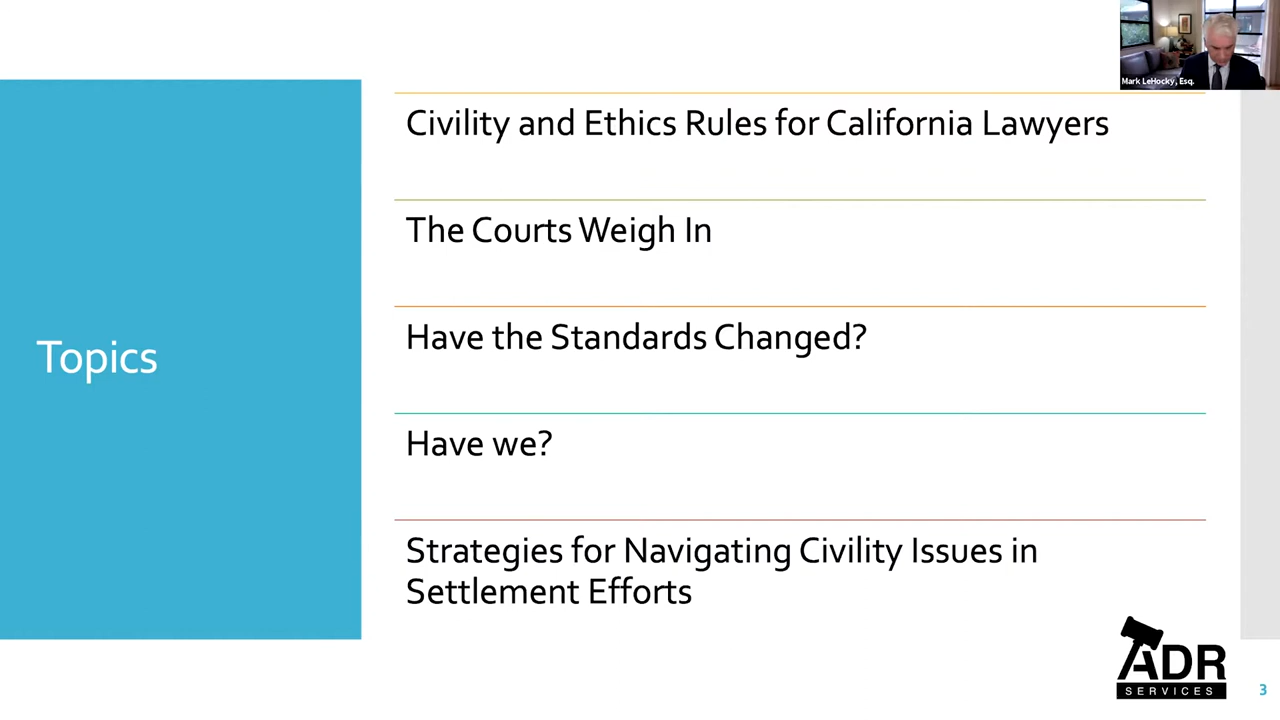 Mark LeHocky, Esq.
Civility and Ethics Rules for California Lawyers
The Courts Weigh In
Have the Standards Changed?
Topics
Have we?
Strategies for Navigating Civility Issues in
Settlement Efforts
ADR
SERVICES
3